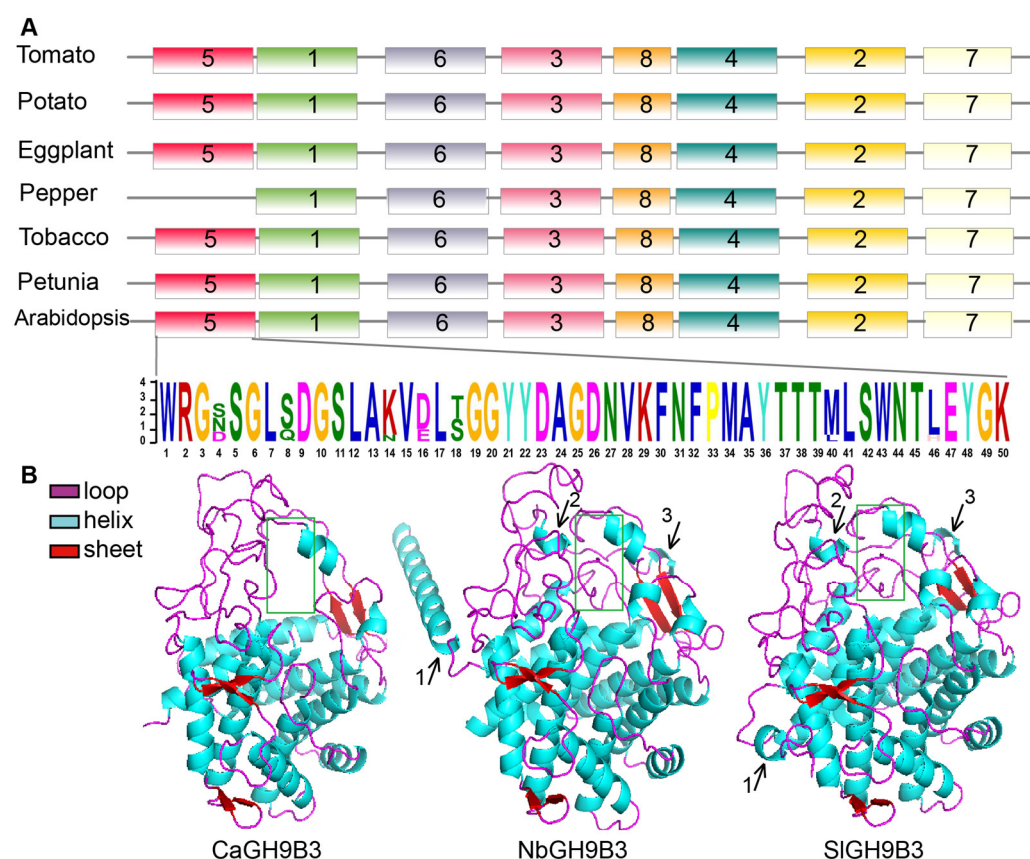 A
Tomato 5 1 6 3 8 4 2 7
Potato 5 1 6 3 8 4 2 7
Eggplant 5 1 6 3 8 4 2 7
Pepper 1 6 3 8 4 2 7
Tobacco 5 1 6 3 8 4 2 7
Petunia 5 1 6 3 8 4 2 7
Arabidopsis 5 1 6 3 8 4 2 7
4
3
2
1
0
WRG S SGL S DGSLA K V D L T GGYYDAGDNVKFNFPMAYTTT M LSWNT L EYGK
N
D Q N E S L H
1 2 3 4 5 6 7 8 9 10 11 12 13 14 15 16 17 18 19 20 21 22 23 24 25 26 27 28 29 30 31 32 33 34 35 36 37 38 39 40 41 42 43 44 45 46 47 48 49 50
B
loop
helix
sheet
2 3 2 3
1 1
CaGH9B3 NbGH9B3 SlGH9B3